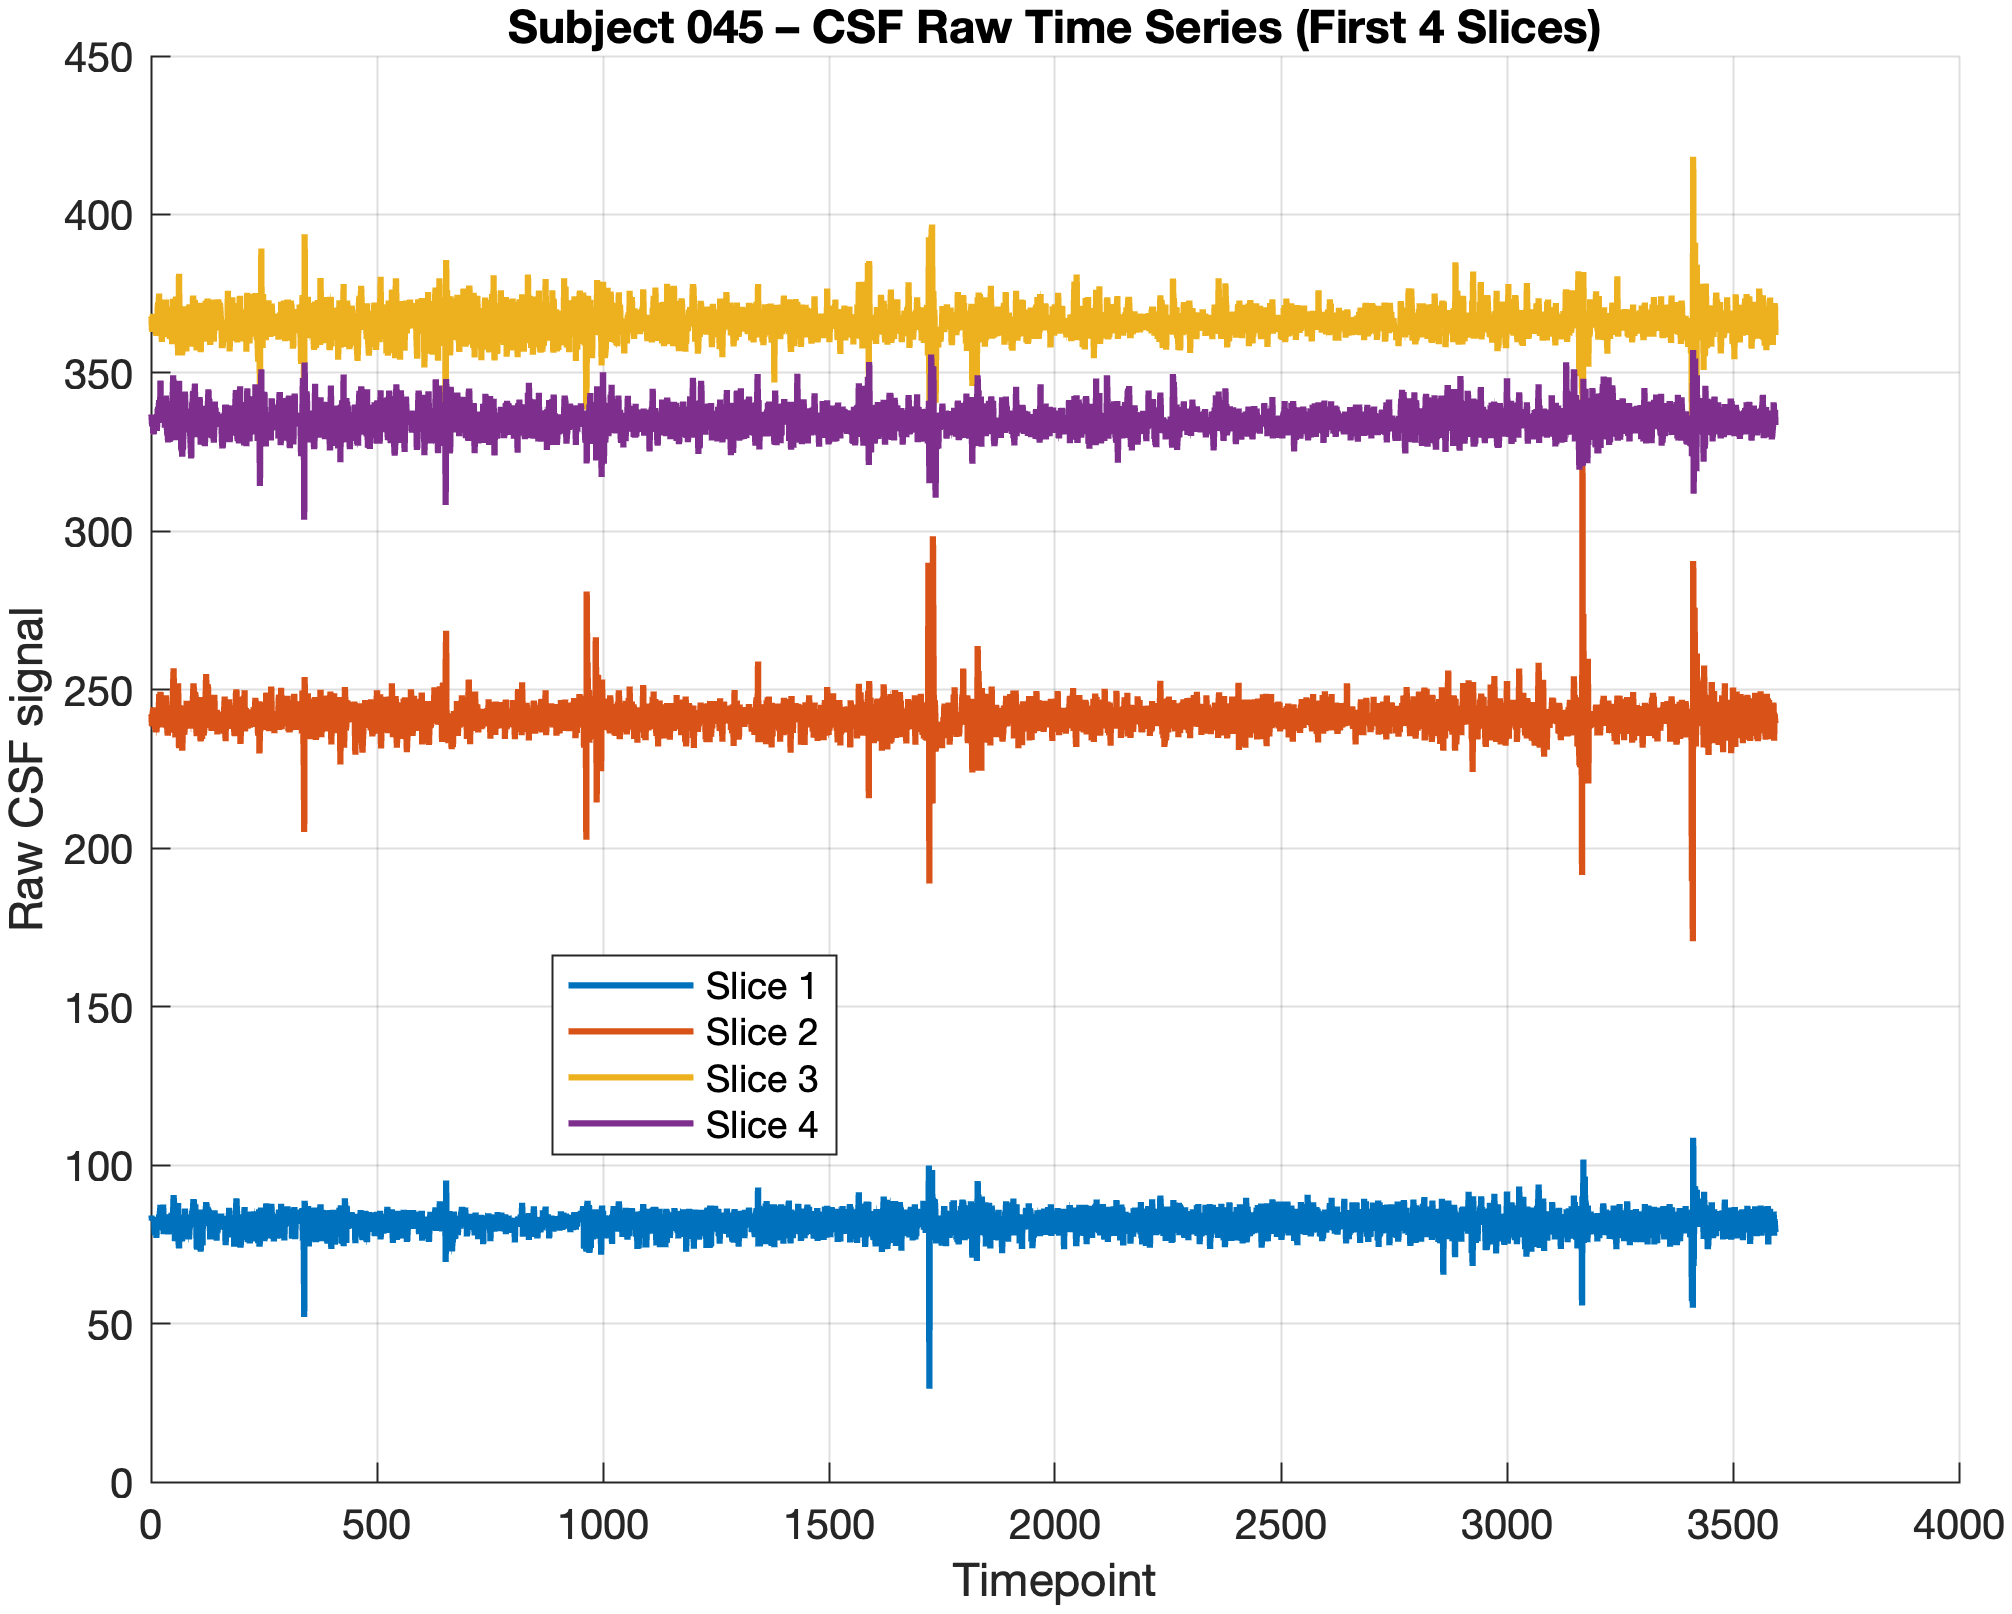 Subject 045 – CSF Raw Time Series (First 4 Slices)
450
400
350
300
250
200
150
100
50
0
Raw CSF signal
Slice 1
Slice 2
Slice 3
Slice 4
0 500 1000 1500 2000 2500 3000 3500 4000
Timepoint